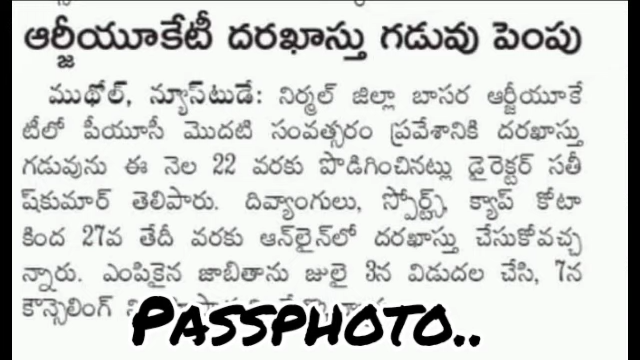 ఆర్జీయూకేటీ దరఖాస్తు గడువు పెంపు
ముథోల్, న్యూస్‌టుడే: నిర్మల్ జిల్లా బాసర ఆర్జీయూకే
టీలో పీయూసీ మొదటి సంవత్సరం ప్రవేశానికి దరఖాస్తు
గడువును ఈ నెల 22 వరకు పొడిగించినట్లు డైరెక్టర్ సతీ
ష్‌కుమార్ తెలిపారు. దివ్యాంగులు, స్పోర్ట్స్, క్యాప్ కోటా
కింద 27వ తేదీ వరకు ఆన్‌లైన్‌లో దరఖాస్తు చేసుకోవచ్చ
న్నారు. ఎంపికైన జాబితాను జులై 3న విడుదల చేసి, 7న
కౌన్సెలింగ్
PASSPHOTO..